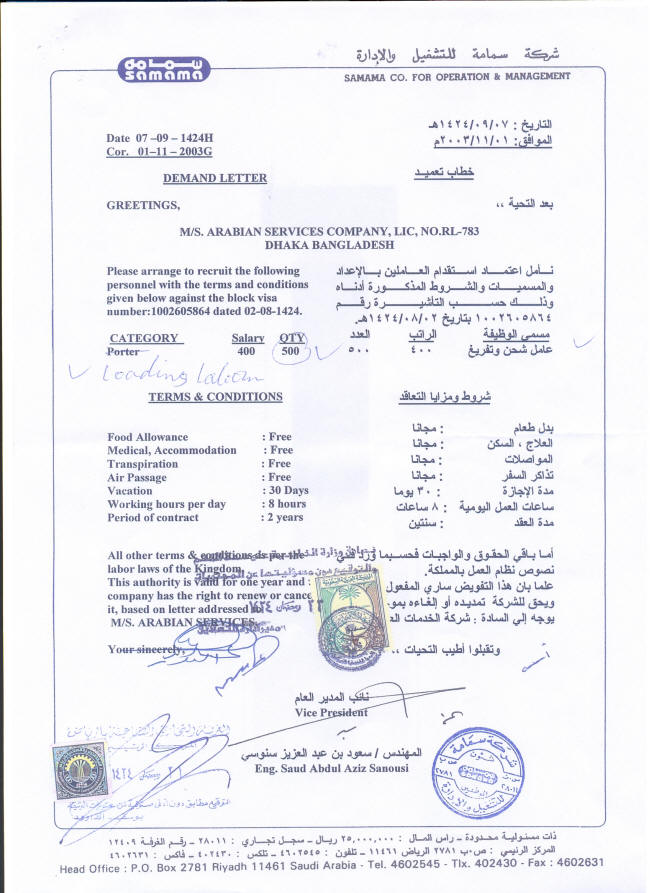 شركة سمامة للتشغيل والإدارة
سمامة
samama
SAMAMA CO. FOR OPERATION & MANAGEMENT
Date 07 -09 – 1424H
Cor. 01-11 – 2003G
التاريخ : ١٤٢٤/٠٩/٠٧هـ
الموافق: ٢٠٠٣/١١/٠١م
DEMAND LETTER
خطاب تعميد
GREETINGS,
بعد التحية ،،
M/S. ARABIAN SERVICES COMPANY, LIC, NO.RL-783
DHAKA BANGLADESH
Please arrange to recruit the following
personnel with the terms and conditions
given below against the block visa
number:1002605864 dated 02-08-1424.
نـأمل اعتماد استقدام العـاملين بـالإعداد
والمسميات والشروط المذكورة أدناه
وذلك حسب التأشيرة رقم
١٠٠٢٦٠٥٨٦٤ بتاريخ ١٤٢٤/٠٨/٠٢هـ.
CATEGORY Salary QTY
Porter 400 500
Loading labour
مسمى الوظيفة الراتب العدد
عامل شحن وتفريغ ٤٠٠ ٥٠٠
TERMS & CONDITIONS
شروط ومزايا التعاقد
Food Allowance : Free
Medical, Accommodation : Free
Transpiration : Free
Air Passage : Free
Vacation : 30 Days
Working hours per day : 8 hours
Period of contract : 2 years
بدل طعام : مجانا
العلاج ، السكن : مجانا
المواصلات : مجانا
تذاكر السفر : مجانا
مدة الإجازة : ٣٠ يوما
ساعات العمل اليومية : ٨ ساعات
مدة العقد : سنتين
All other terms & conditions as per the
labor laws of the Kingdom.
This authority is valid for one year and
company has the right to renew or cance
it, based on letter addressed to
M/S. ARABIAN SERVICES.
أما باقي الحقوق والواجبات فحسبما ورد في
نصوص نظام العمل بالمملكة.
علما بان هذا التفويض ساري المفعول
ويحق للشركة تمديده أو إلغاءه بمو
يوجه إلي السادة : شركة الخدمات الع
Your sincerely,
وتقبلوا أطيب التحيات ،،
نائب المدير العام
Vice President
المهندس / سعود بن عبد العزيز سنوسي
Eng. Saud Abdul Aziz Sanousi
شركة سمامة
للتشغيل والإدارة
ذات مسئولية محدودة ـ راس المال : ٢٥,٠٠٠,٠٠٠ ريال ـ سجل تجاري : ٢٨٠١١ ـ رقم الغرفة ١٢٤٠٩
المركز الرئيسي : ص.ب ٢٧٨١ الرياض ١١٤٦١ ـ تلفون : ٤٦٠٢٥٤٥ ـ تلكس : ٤٠٢٤٣٠ ـ فاكس : ٤٦٠٢٦٣١
Head Office : P.O. Box 2781 Riyadh 11461 Saudi Arabia - Tel. 4602545 - Tlx. 402430 - Fax : 4602631